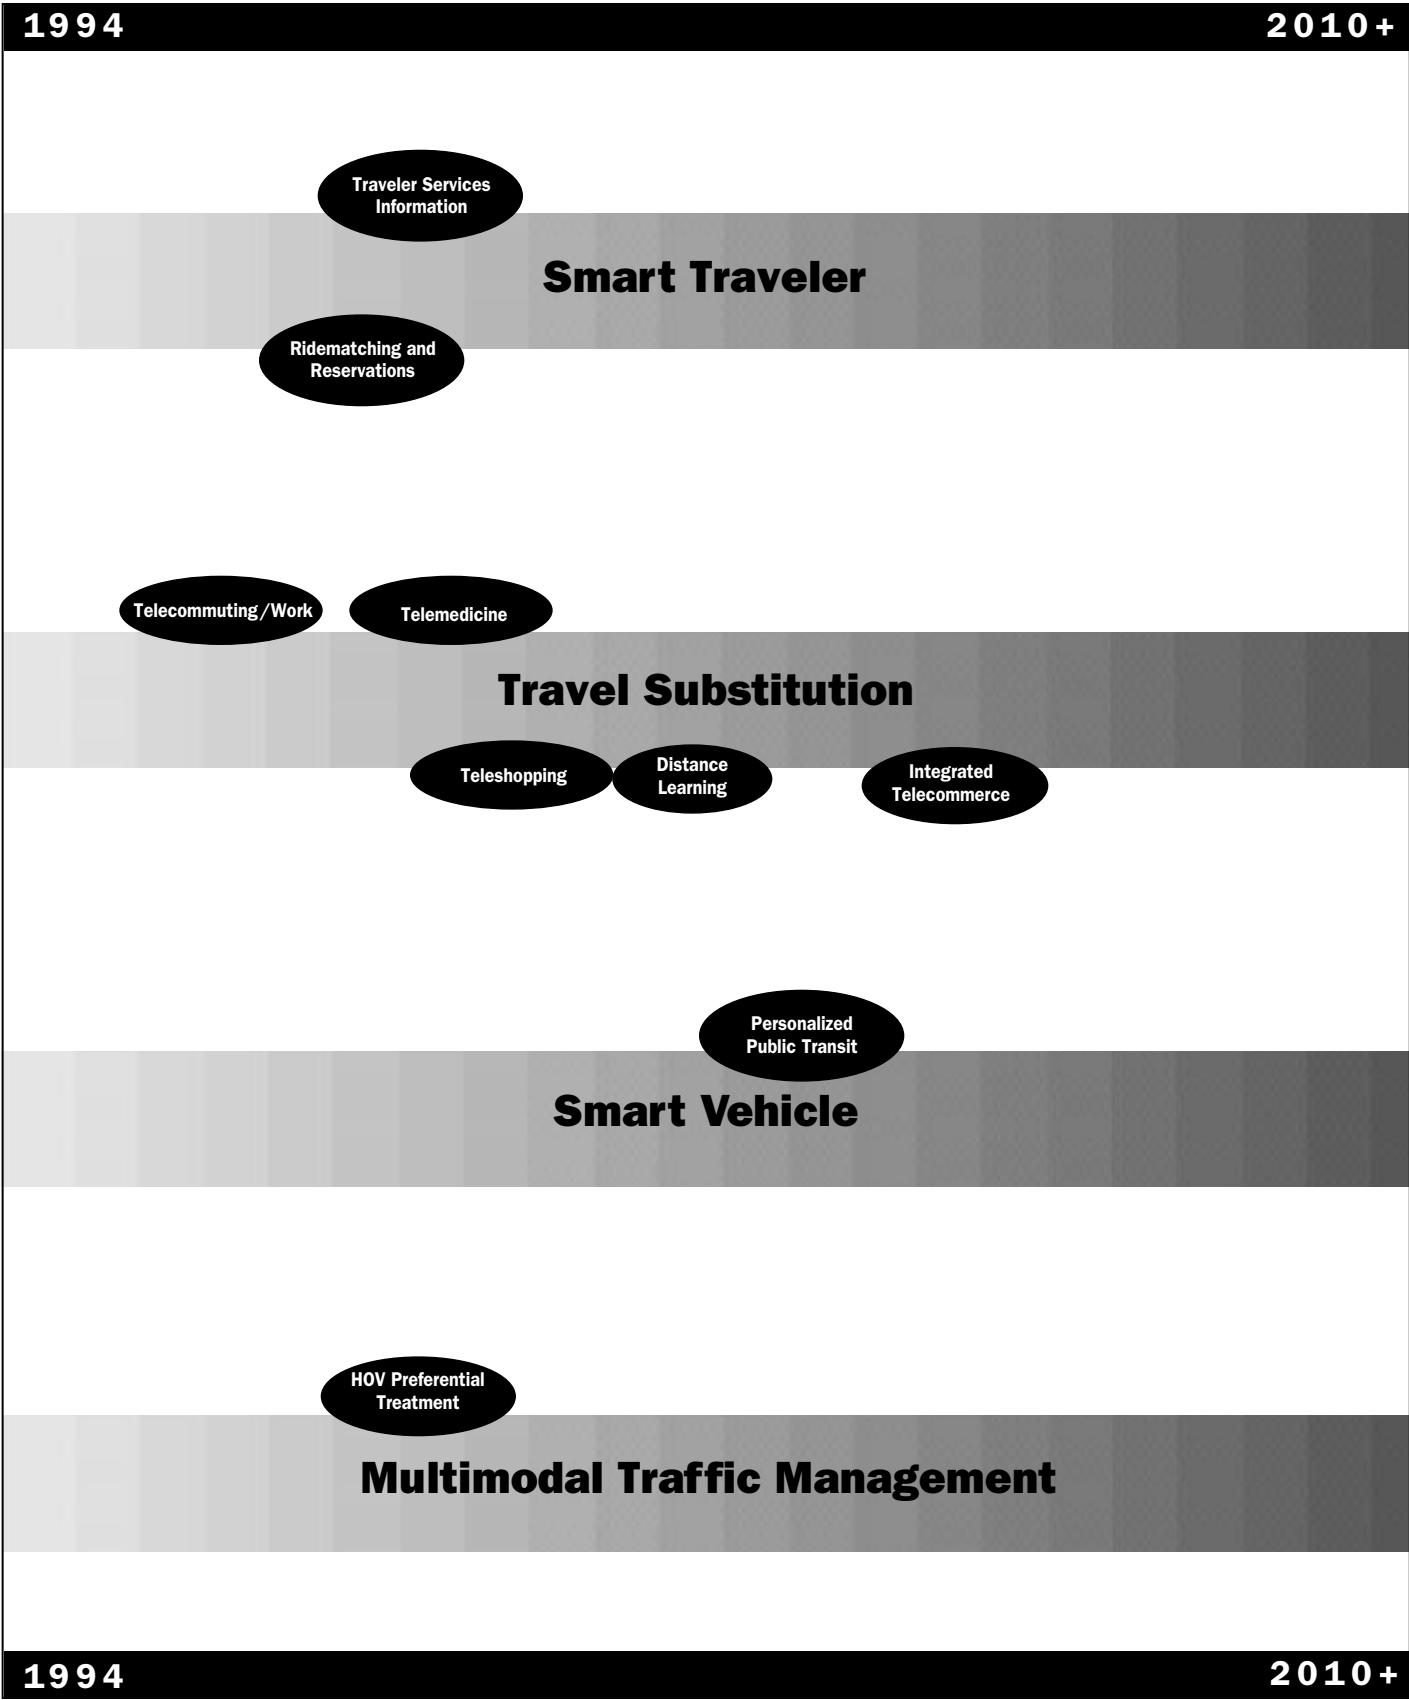 1994
2010+
Traveler Services
Information
Smart Traveler
Ridematching and
Reservations
Telecommuting/Work
Telemedicine
Travel Substitution
Teleshopping
Distance
Learning
Integrated
Telecommerce
Personalized
Public Transit
Smart Vehicle
HOV Preferential
Treatment
Multimodal Traffic Management
1994
2010+